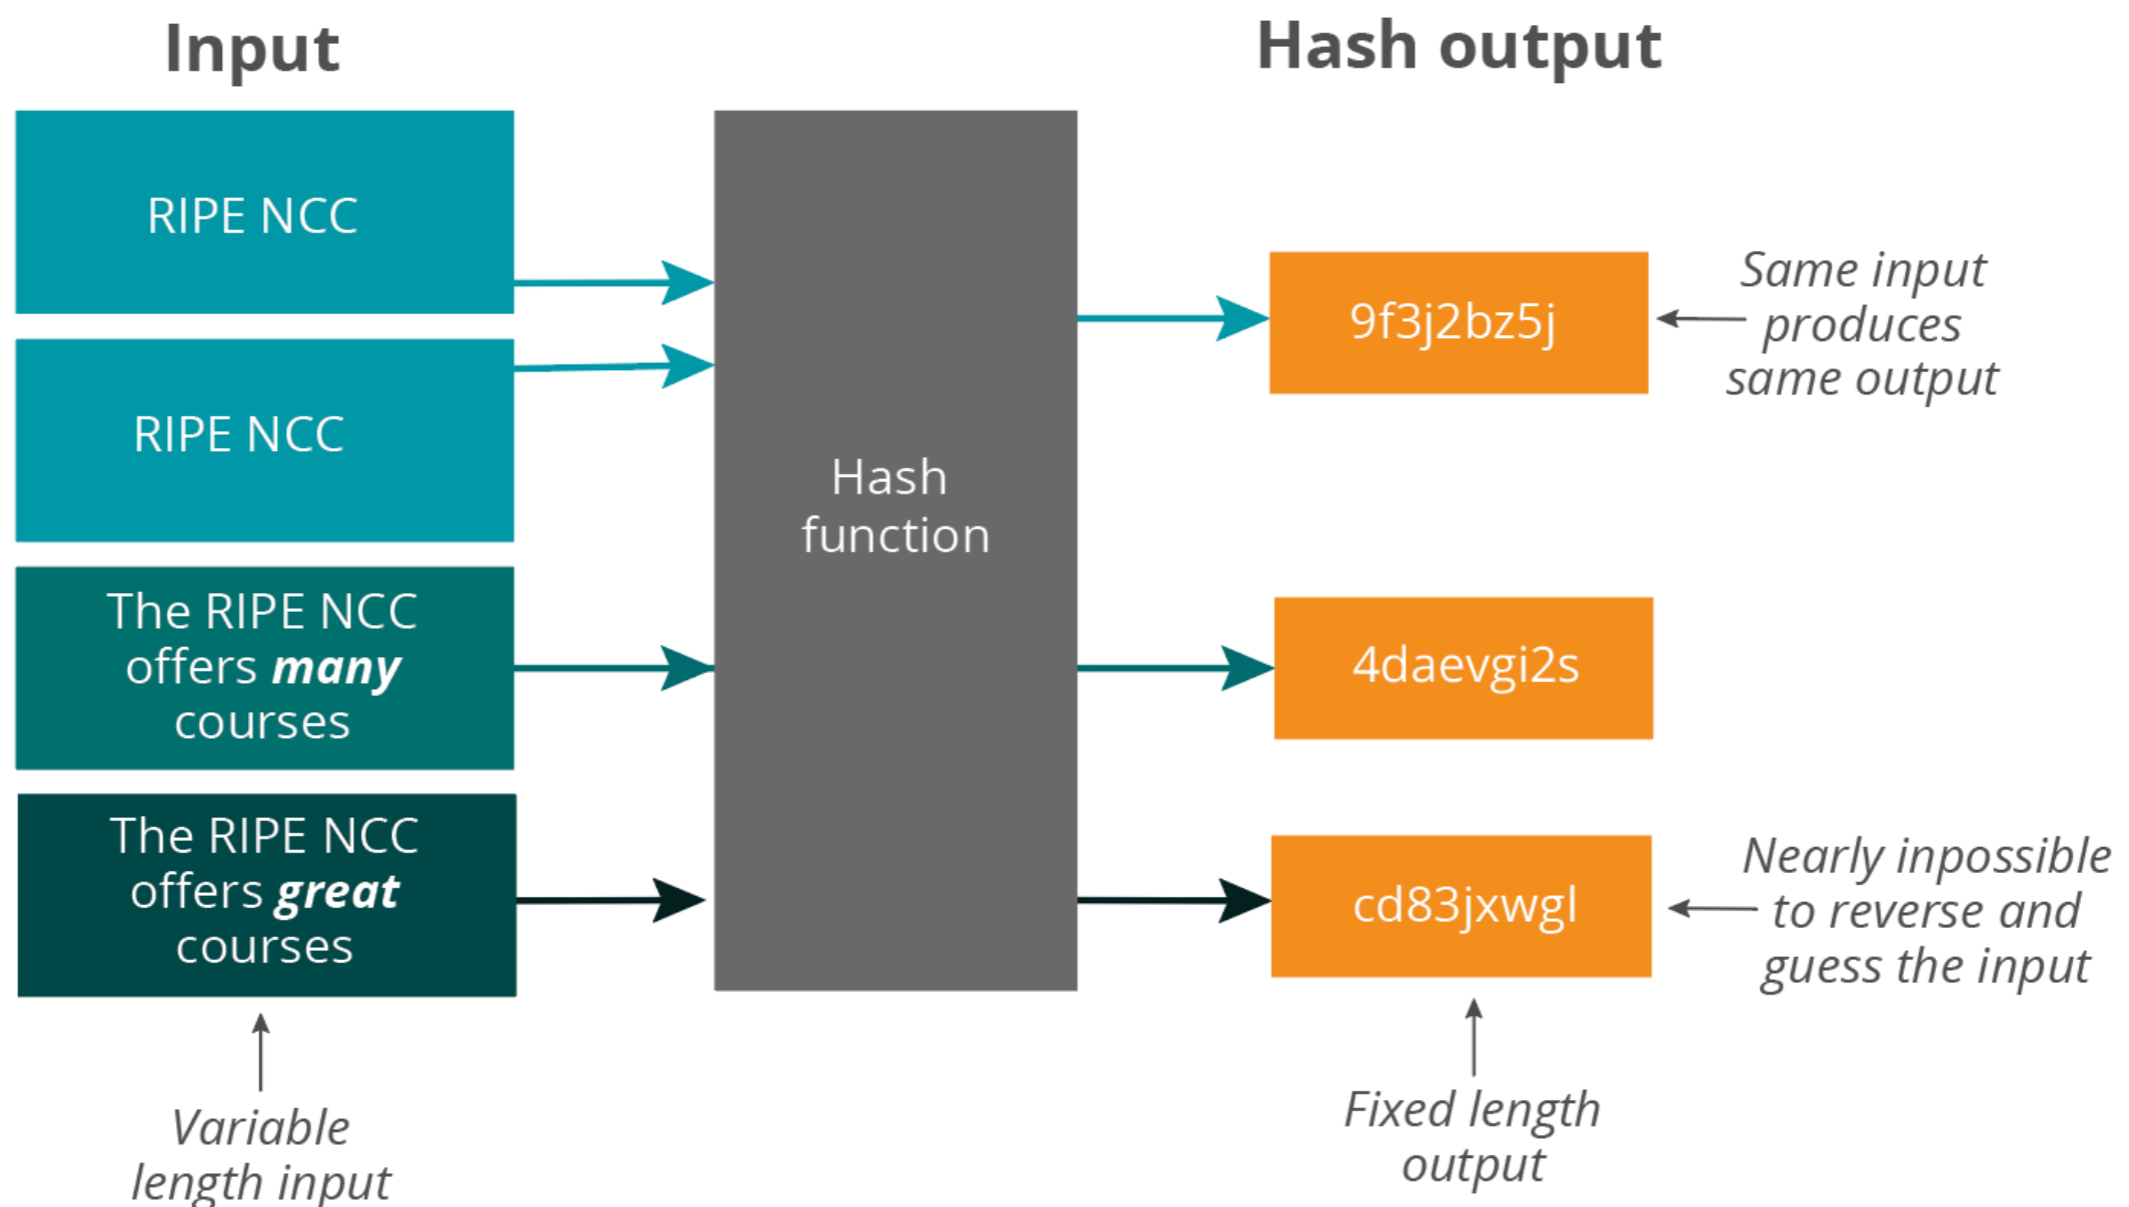 Input
Hash output
RIPE NCC
RIPE NCC
The RIPE NCC
offers many
courses
The RIPE NCC
offers great
courses
Variable
length input
Hash
function
9f3j2bz5j
Same input
produces
same output
4daevgi2s
cd83jxwgl
Nearly inpossible
to reverse and
guess the input
Fixed length
output